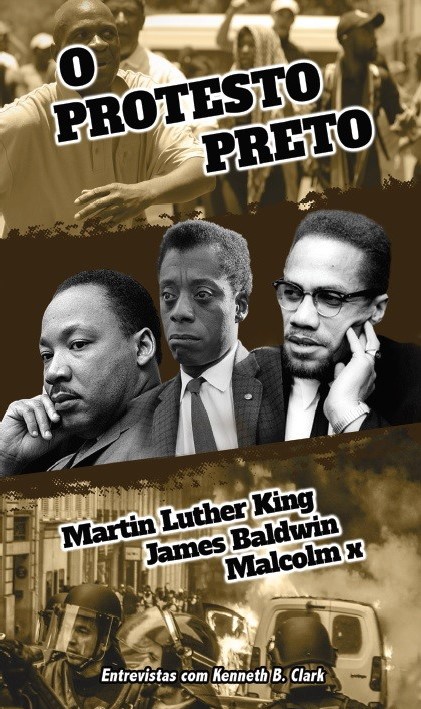 O
PROTESTO
PRETO
Martin Luther King
James Baldwin
Malcolm x
Entrevistas com Kenneth B. Clark